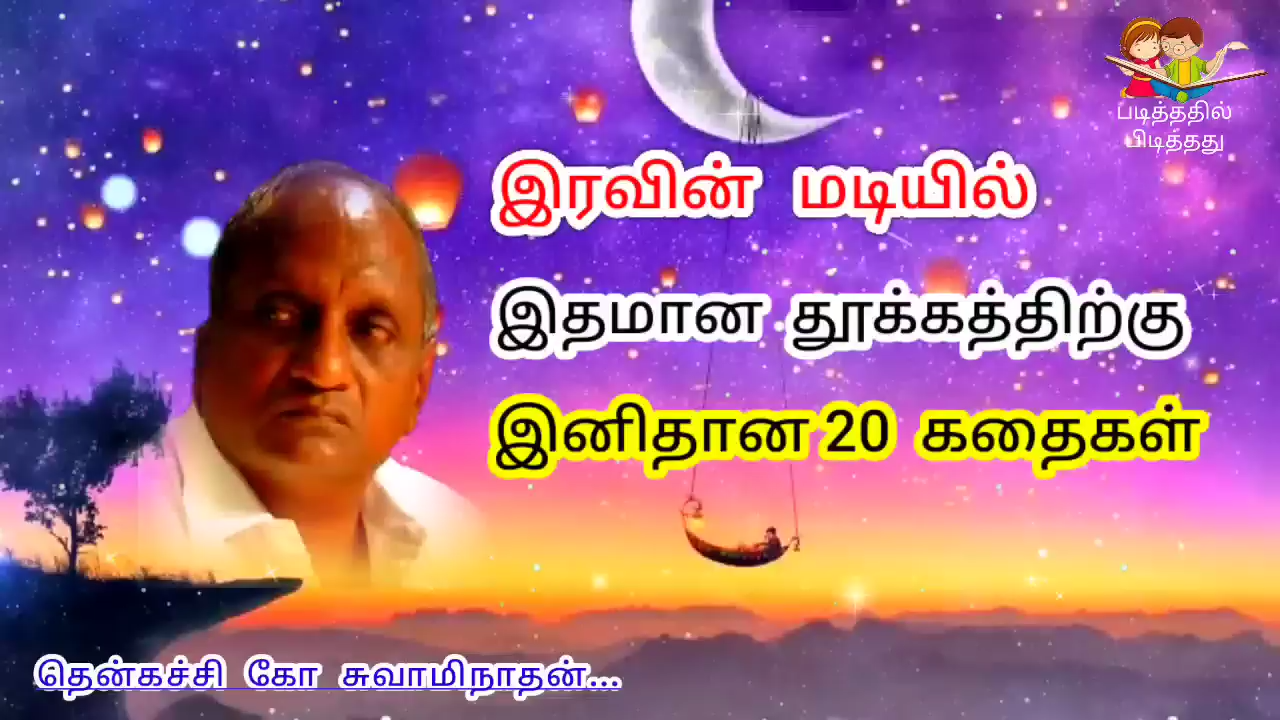 படித்ததில்
பிடித்தது
இரவின் மடியில்
இதமான தூக்கத்திற்கு
இனிதான 20 கதைகள்
தென்கச்சி கோ சுவாமிநாதன்...